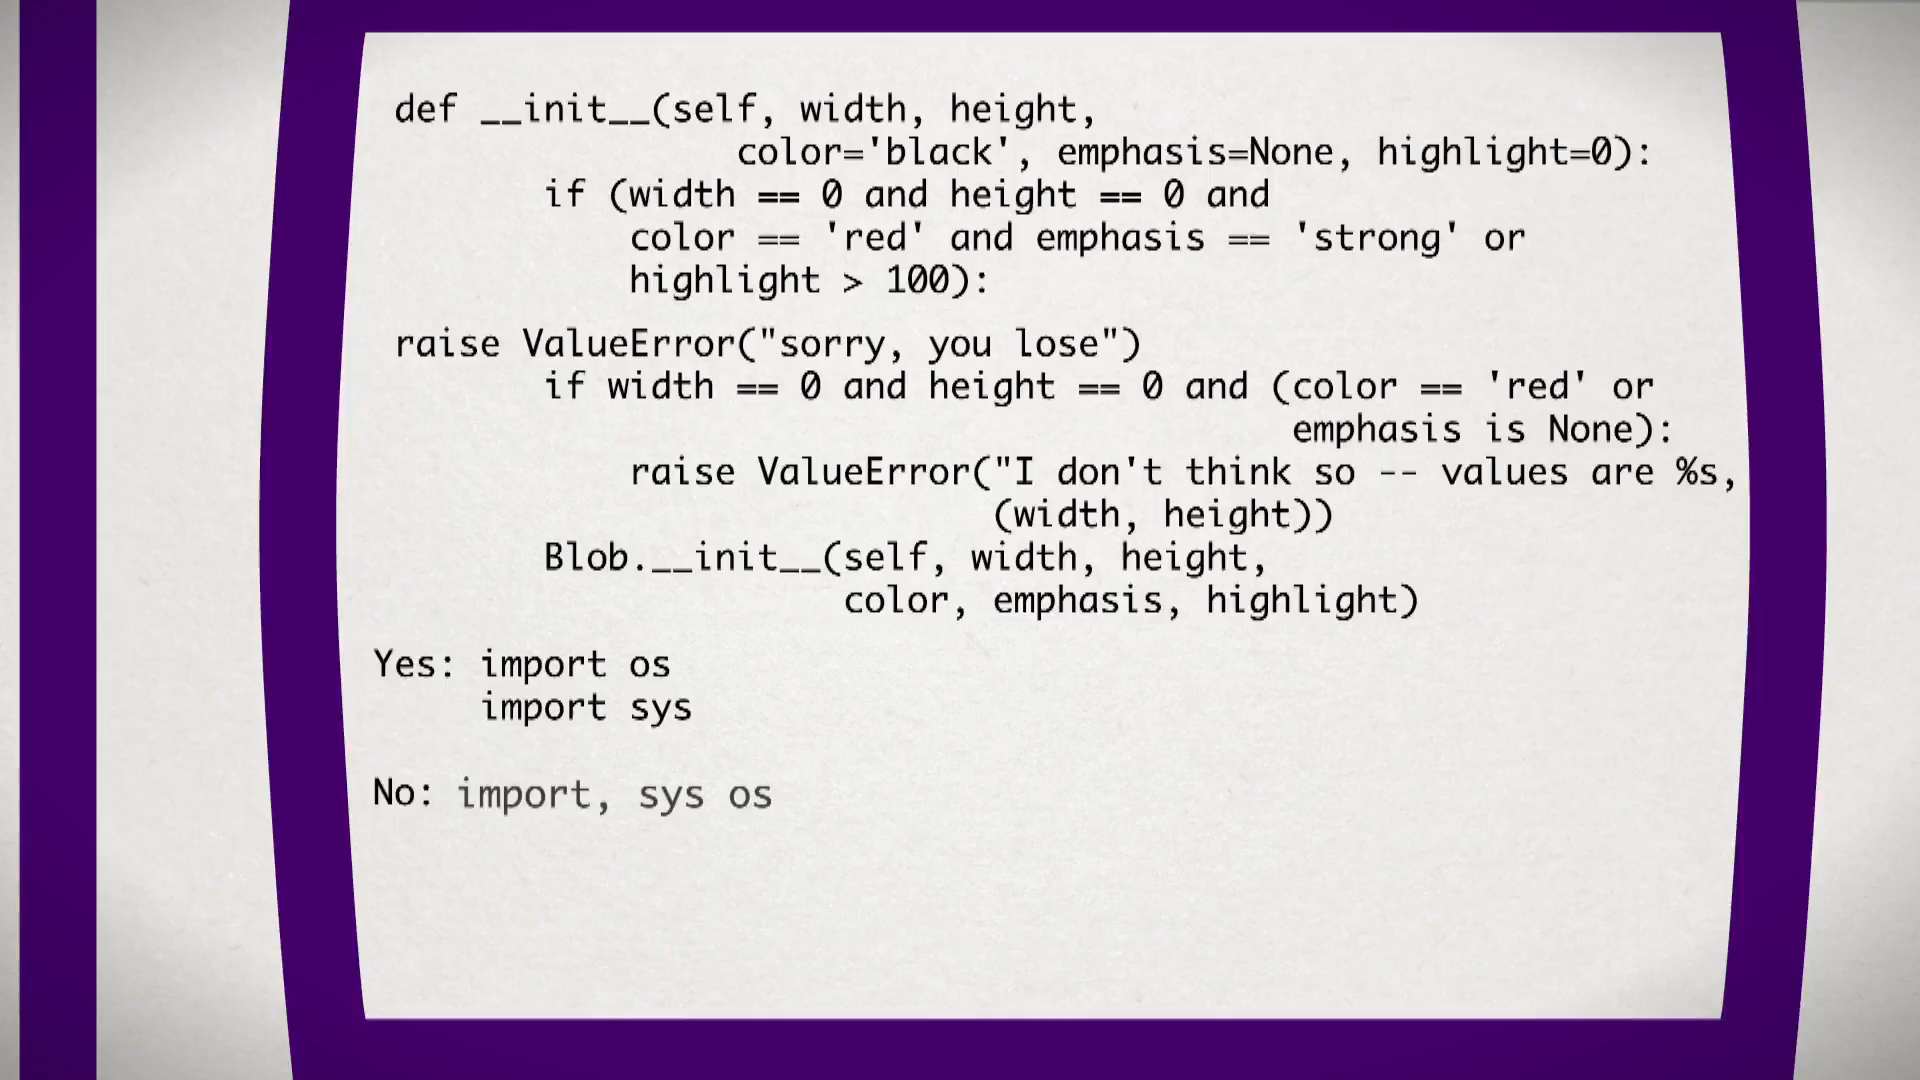 def __init__(self, width, height,
color='black', emphasis=None, highlight=0):
if (width == 0 and height == 0 and
color == 'red' and emphasis == 'strong' or
highlight > 100):
raise ValueError("sorry, you lose")
if width == 0 and height == 0 and (color == 'red' or
emphasis is None):
raise ValueError("I don't think so -- values are %s,
(width, height))
Blob.__init__(self, width, height,
color, emphasis, highlight)
Yes: import os
import sys
No: import, sys os